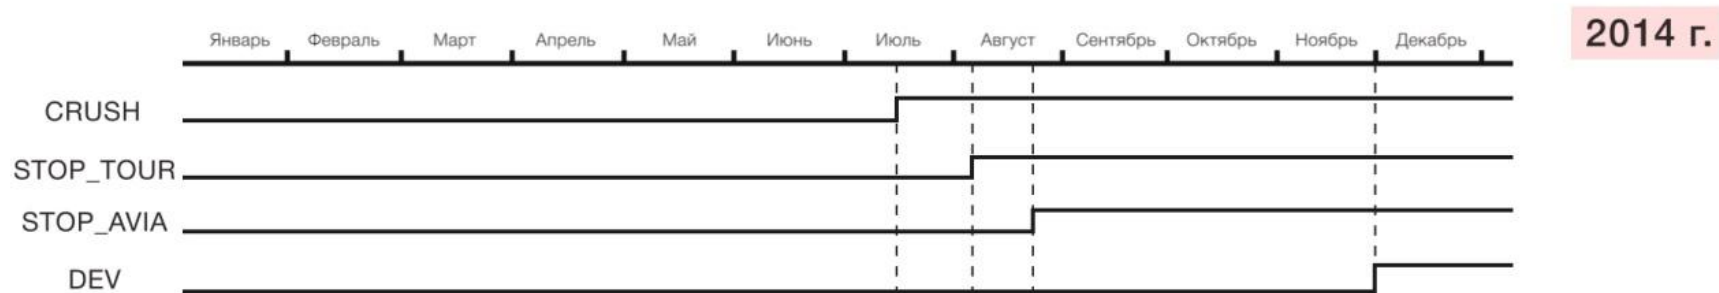 2014 г.
Январь Февраль Март Апрель Май Июнь Июль Август Сентябрь Октябрь Ноябрь Декабрь
CRUSH
STOP_TOUR
STOP_AVIA
DEV